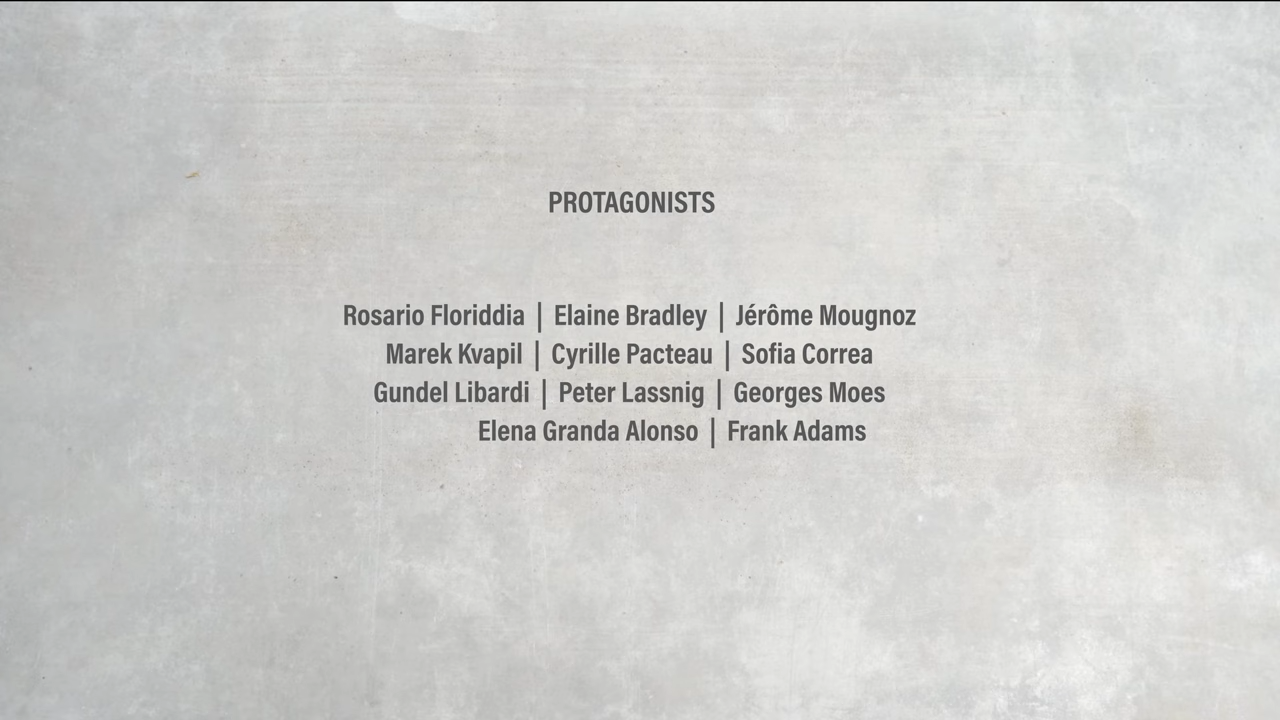 PROTAGONISTS
Rosario Floriddia | Elaine Bradley | Jérôme Mougnoz
Marek Kvapil | Cyrille Pacteau | Sofia Correa
Gundel Libardi | Peter Lassnig | Georges Moes
Elena Granda Alonso | Frank Adams